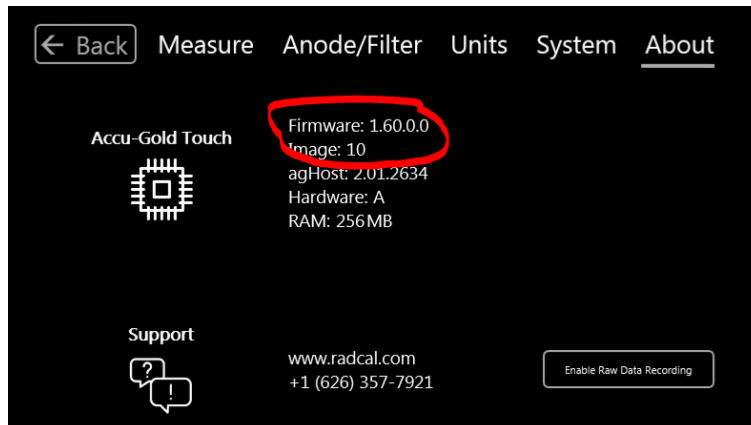 ← Back Measure Anode/Filter Units System About
Accu-Gold Touch
Firmware: 1.60.0.0
Image: 10
agHost: 2.01.2634
Hardware: A
RAM: 256MB
Support
www.radcal.com
+1 (626) 357-7921
Enable Raw Data Recording